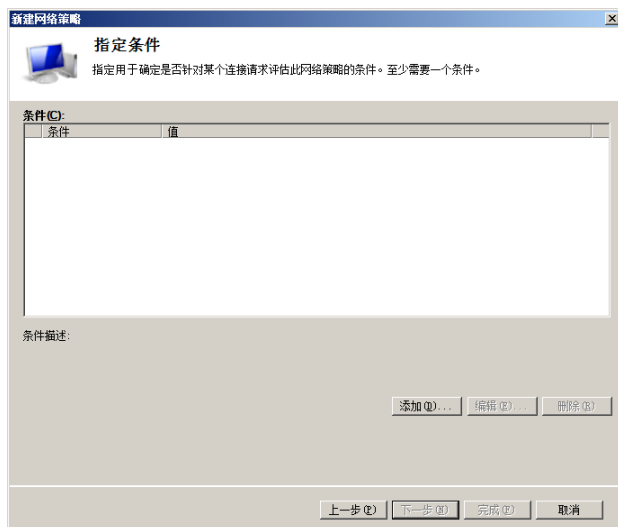 新建网络策略
指定条件
指定用于确定是否针对某个连接请求评估此网络策略的条件。至少需要一个条件。
条件(C):
条件 值
条件描述:
添加(D)... 编辑(E)... 删除(R)
上一步(P) 下一步(N) 完成(F) 取消